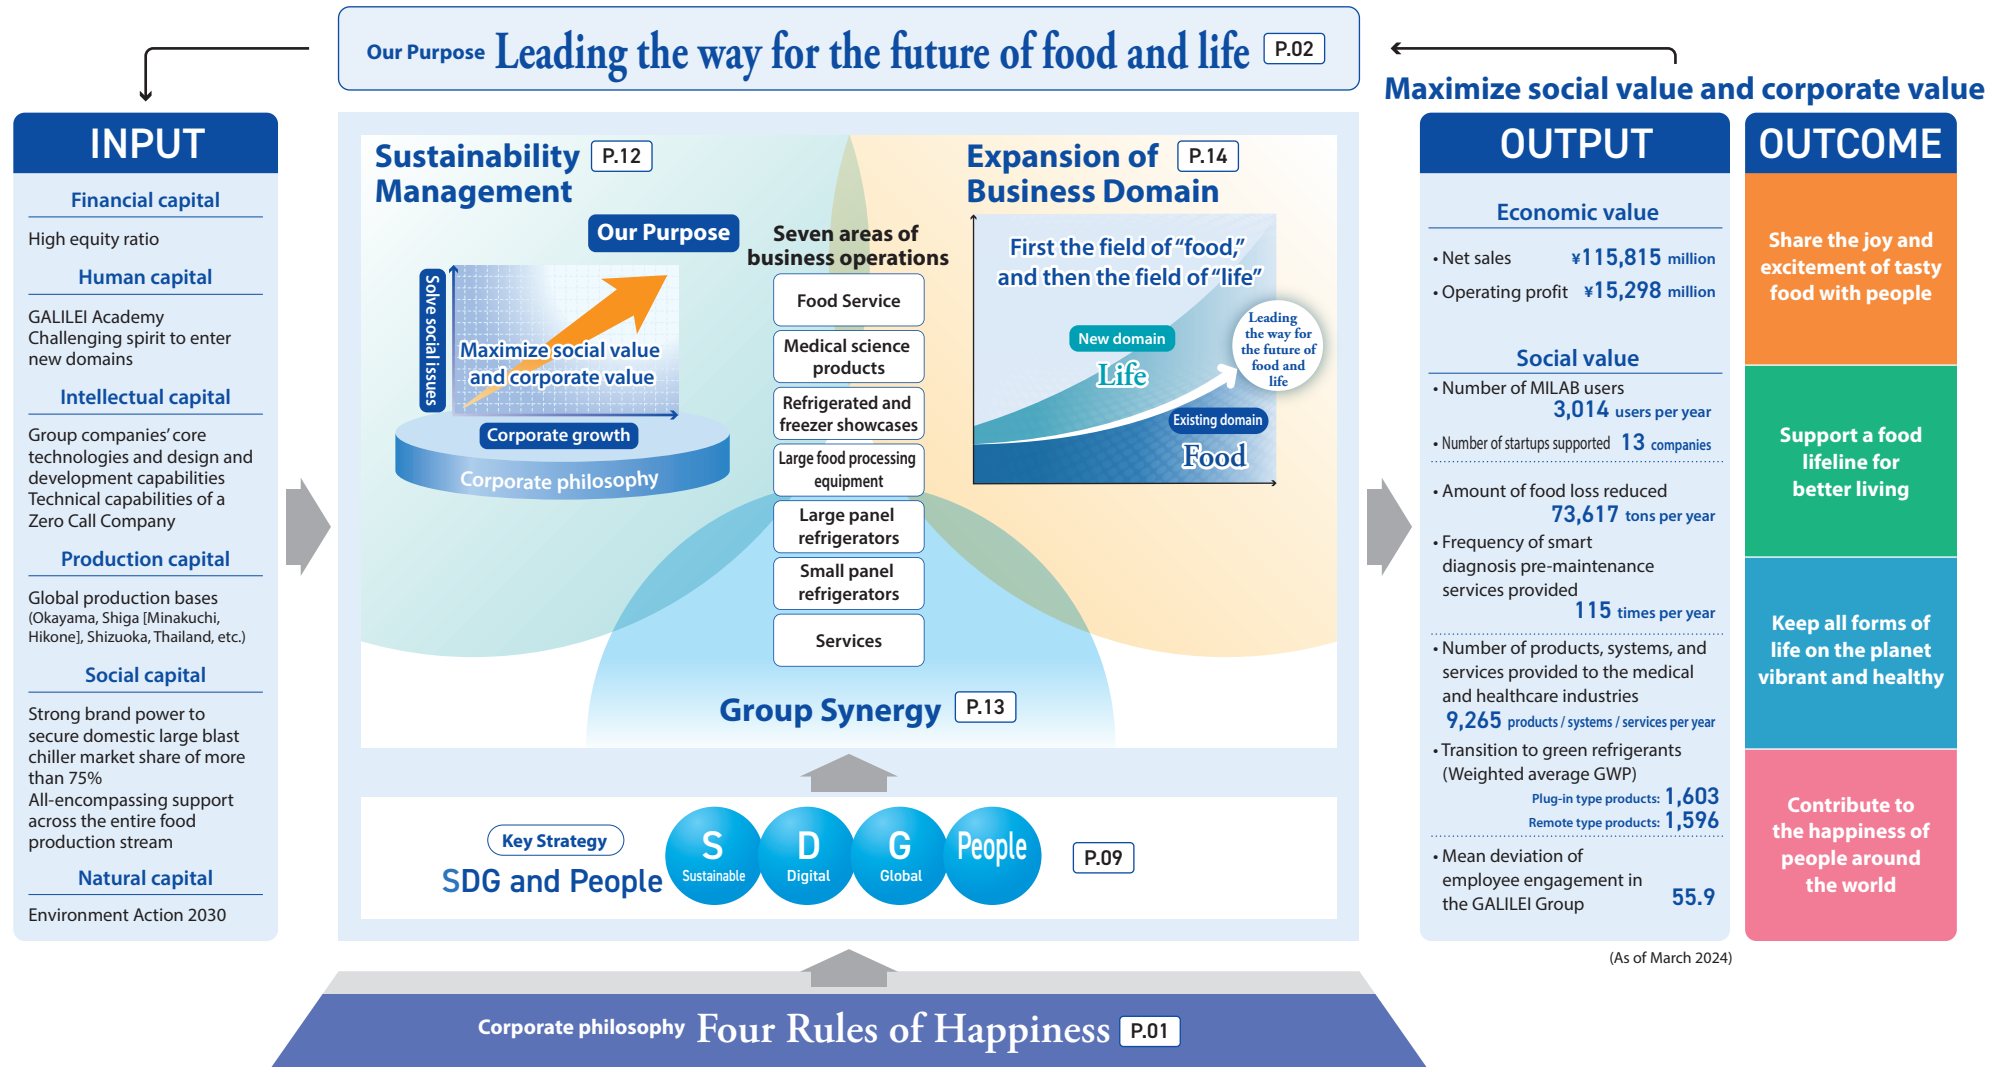 Our Purpose Leading the way for the future of food and life P.02
Maximize social value and corporate value
INPUT
Financial capital
High equity ratio
Human capital
GALILEI Academy
Challenging spirit to enter
new domains
Intellectual capital
Group companies’ core
technologies and design and
development capabilities
Technical capabilities of a
Zero Call Company
Production capital
Global production bases
(Okayama, Shiga [Minakuchi,
Hikone], Shizuoka, Thailand, etc.)
Social capital
Strong brand power to
secure domestic large blast
chiller market share of more
than 75%
All-encompassing support
across the entire food
production stream
Natural capital
Environment Action 2030
Sustainability P.12
Management
Our Purpose
Solve social issues
Maximize social value
and corporate value
Corporate growth
Corporate philosophy
Seven areas of
business operations
Food Service
Medical science
products
Refrigerated and
freezer showcases
Large food processing
equipment
Large panel
refrigerators
Small panel
refrigerators
Services
Expansion of P.14
Business Domain
First the field of “food,”
and then the field of “life”
New domain
Life
Leading
the way for
the future of
food and
life
Existing domain
Food
Group Synergy P.13
Key Strategy
SDG and People
S
Sustainable
D
Digital
G
Global
People
P.09
Corporate philosophy Four Rules of Happiness P.01
OUTPUT
Economic value
• Net sales ¥115,815 million
• Operating profit ¥15,298 million
Social value
• Number of MILAB users
3,014 users per year
• Number of startups supported 13 companies
• Amount of food loss reduced
73,617 tons per year
• Frequency of smart
diagnosis pre-maintenance
services provided
115 times per year
• Number of products, systems, and
services provided to the medical
and healthcare industries
9,265 products / systems / services per year
• Transition to green refrigerants
(Weighted average GWP)
Plug-in type products: 1,603
Remote type products: 1,596
• Mean deviation of
employee engagement in
the GALILEI Group 55.9
(As of March 2024)
OUTCOME
Share the joy and
excitement of tasty
food with people
Support a food
lifeline for
better living
Keep all forms of
life on the planet
vibrant and healthy
Contribute to
the happiness of
people around
the world